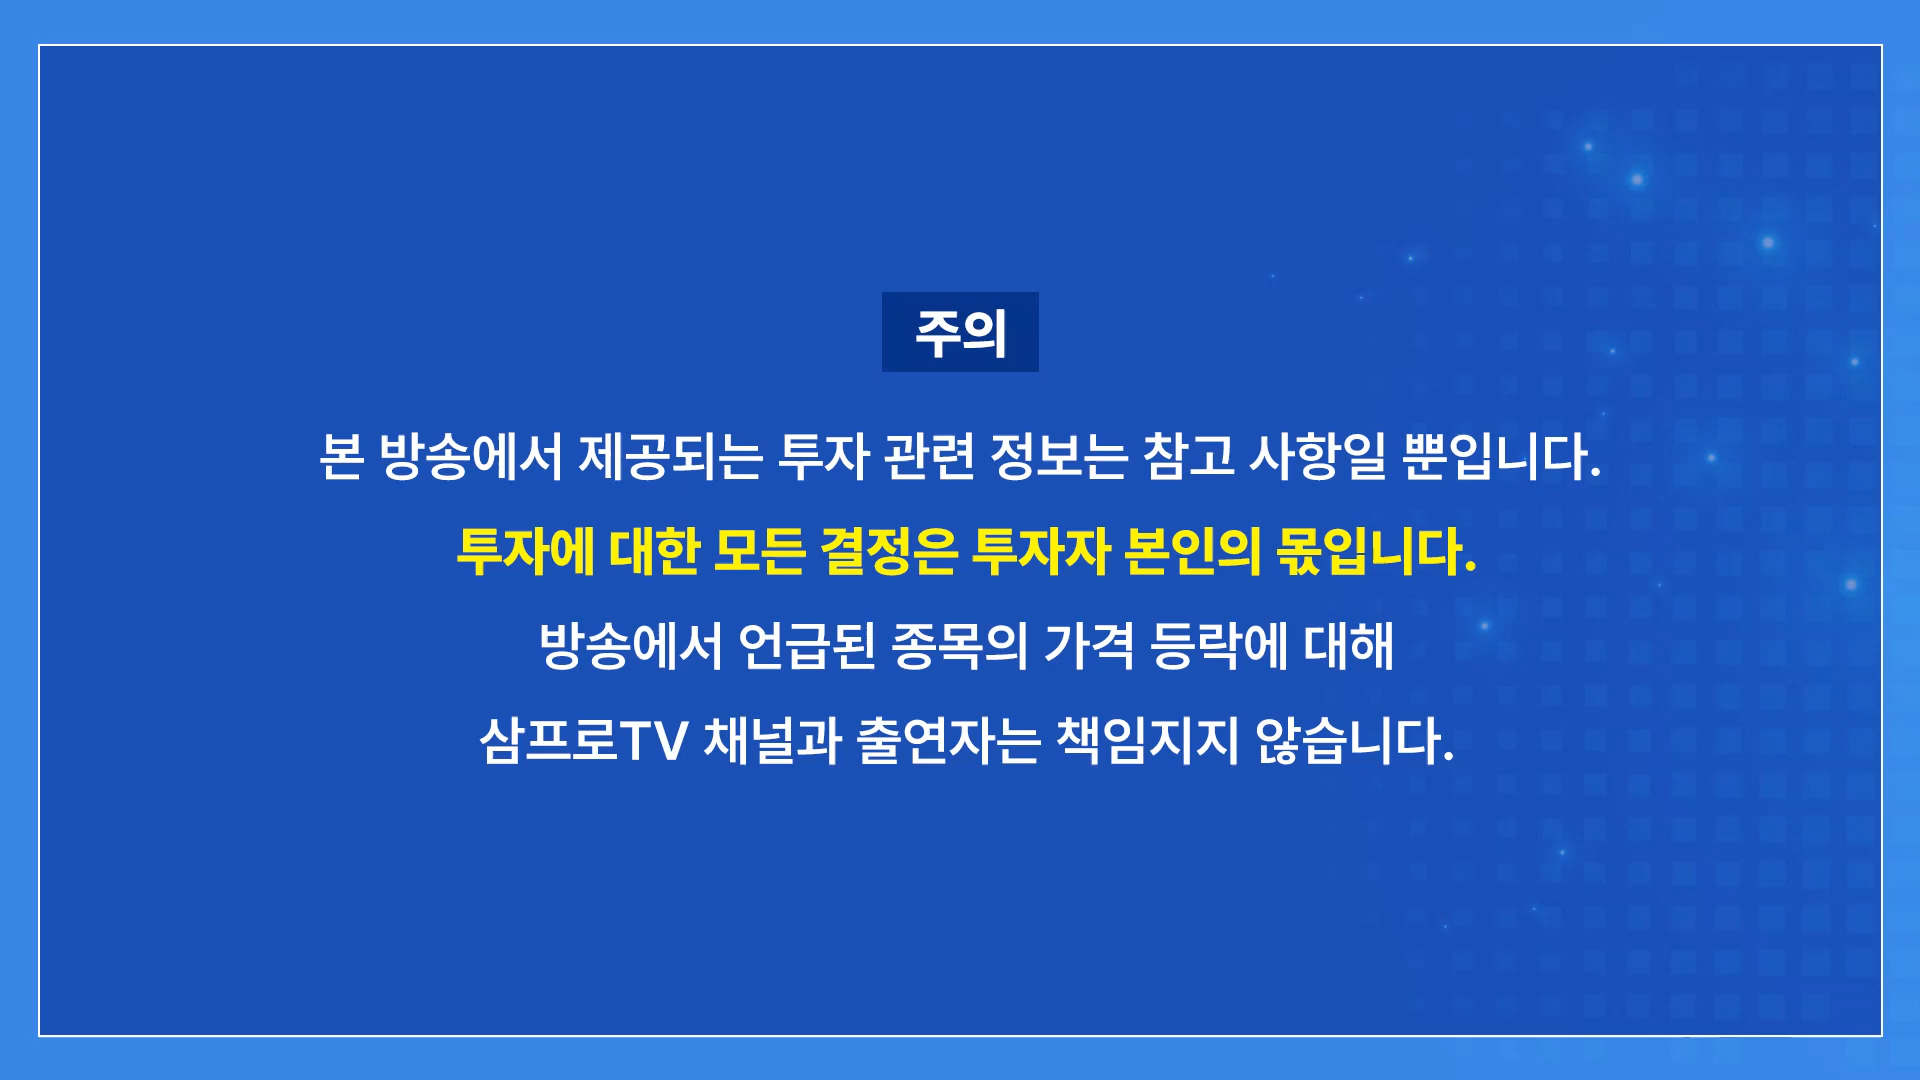 주의
본 방송에서 제공되는 투자 관련 정보는 참고 사항일 뿐입니다.
투자에 대한 모든 결정은 투자자 본인의 몫입니다.
방송에서 언급된 종목의 가격 등락에 대해
삼프로TV 채널과 출연자는 책임지지 않습니다.